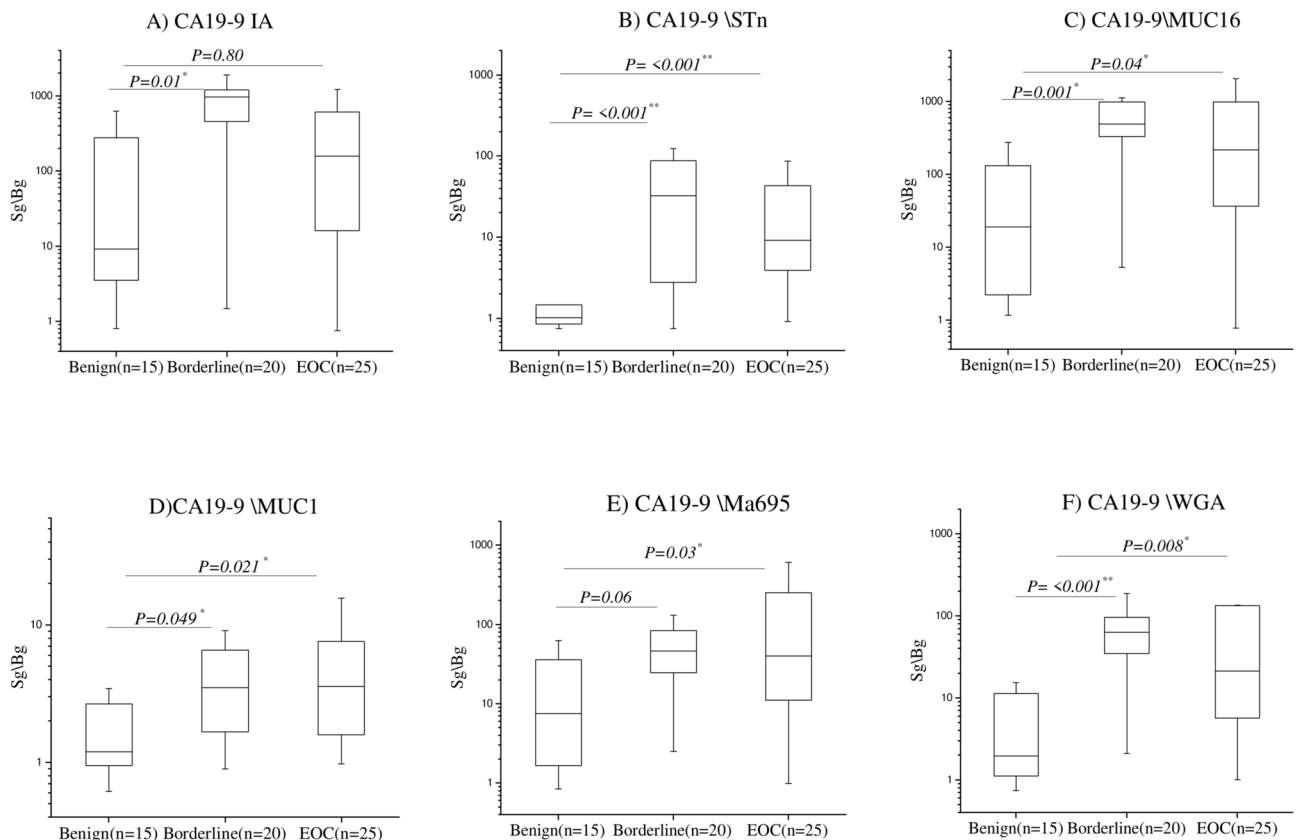 A) CA19-9 IA
P=0.80
P=0.01*
1000
100
10
1
Sg\Bg
Benign(n=15) Borderline(n=20) EOC(n=25)
B) CA19-9 \STn
P= <0.001**
P= <0.001**
1000
100
10
1
Sg\Bg
Benign(n=15) Borderline(n=20) EOC(n=25)
C) CA19-9\MUC16
P=0.04*
P=0.001*
1000
100
10
1
Sg\Bg
Benign(n=15) Borderline(n=20) EOC(n=25)
D)CA19-9 \MUC1
P=0.021*
P=0.049*
10
1
Sg\Bg
Benign(n=15) Borderline(n=20) EOC(n=25)
E) CA19-9 \Ma695
P=0.03*
P=0.06
1000
100
10
1
Sg\Bg
Benign(n=15) Borderline(n=20) EOC(n=25)
F) CA19-9 \WGA
P=0.008*
P= <0.001**
1000
100
10
1
Sg\Bg
Benign(n=15) Borderline(n=20) EOC(n=25)